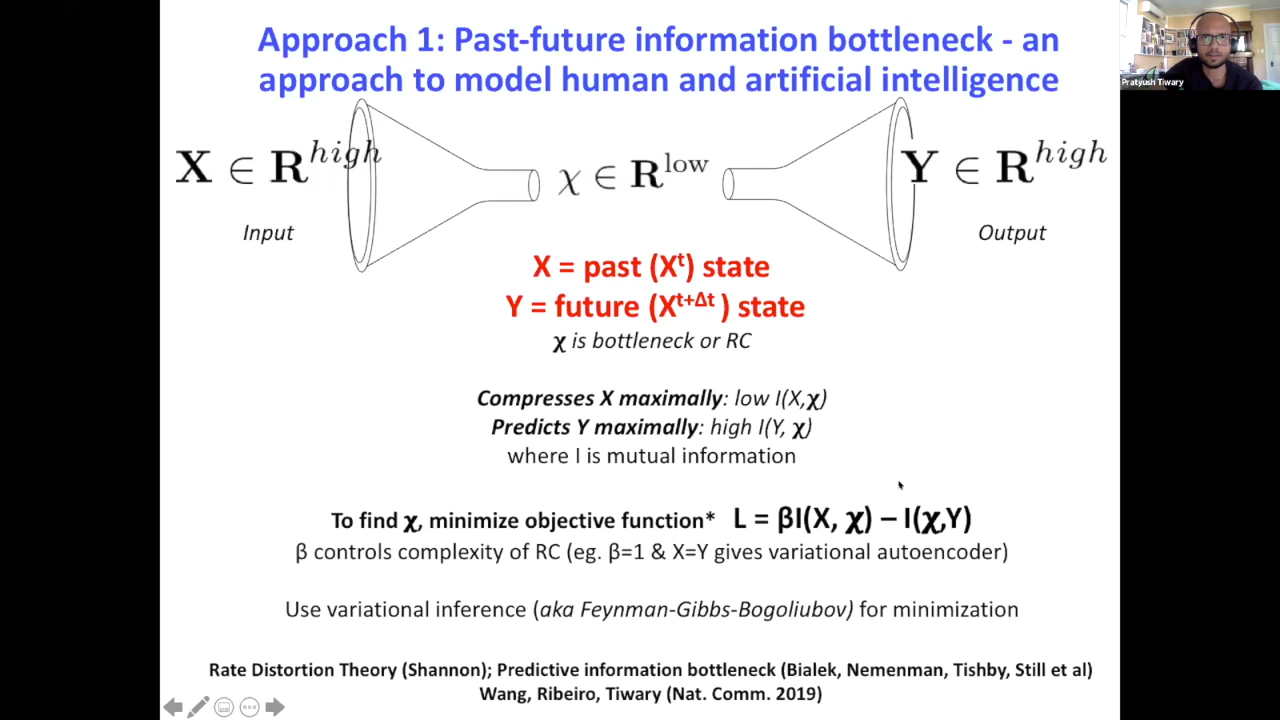 Approach 1: Past-future information bottleneck - an
approach to model human and artificial intelligence
Pratyush Tiwary
X ∈ R^high
χ ∈ R^low
Y ∈ R^high
Input
Output
X = past (X^t) state
Y = future (X^t+Δt ) state
χ is bottleneck or RC
Compresses X maximally: low I(X,χ)
Predicts Y maximally: high I(Y, χ)
where I is mutual information
To find χ, minimize objective function* L = βI(X, χ) – I(χ,Y)
β controls complexity of RC (eg. β=1 & X=Y gives variational autoencoder)
Use variational inference (aka Feynman-Gibbs-Bogoliubov) for minimization
Rate Distortion Theory (Shannon); Predictive information bottleneck (Bialek, Nemenman, Tishby, Still et al)
Wang, Ribeiro, Tiwary (Nat. Comm. 2019)